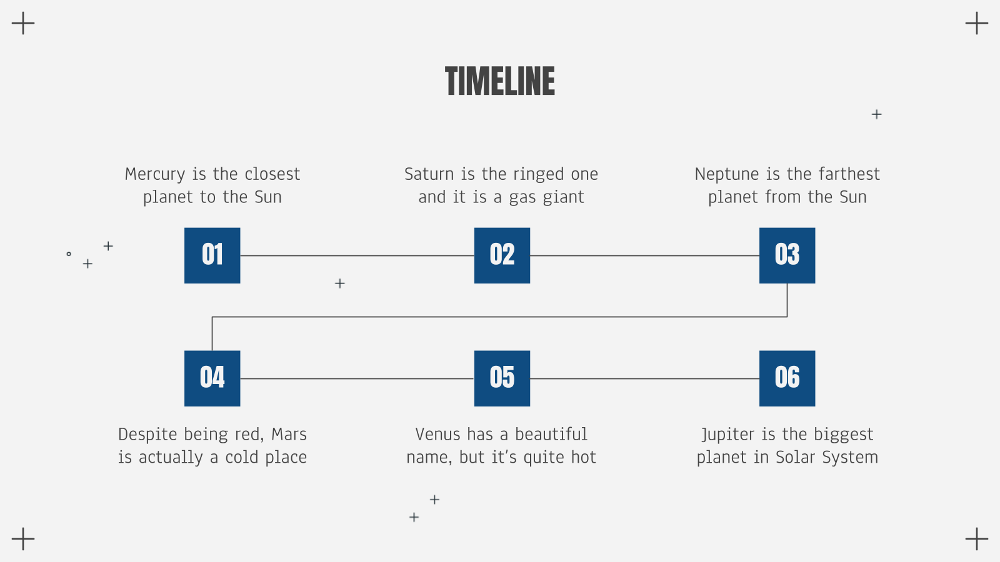 TIMELINE
Mercury is the closest
planet to the Sun
Saturn is the ringed one
and it is a gas giant
Neptune is the farthest
planet from the Sun
01
02
03
04
05
06
Despite being red, Mars
is actually a cold place
Venus has a beautiful
name, but it's quite hot
Jupiter is the biggest
planet in Solar System